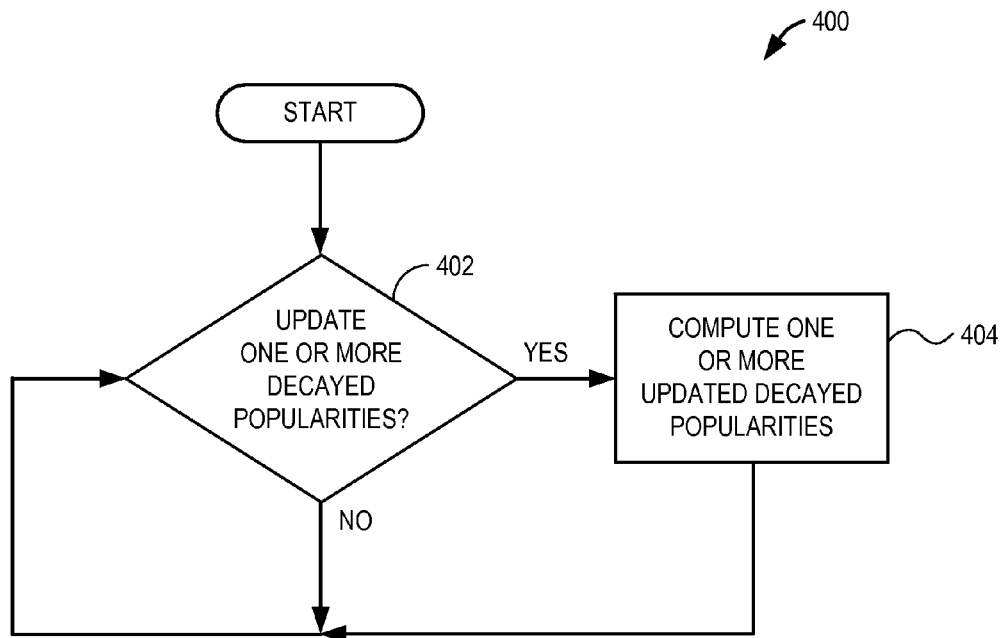 400
START
402
UPDATE
ONE OR MORE
DECAYED
POPULARITIES?
YES
COMPUTE ONE
OR MORE
UPDATED DECAYED
POPULARITIES
404
NO